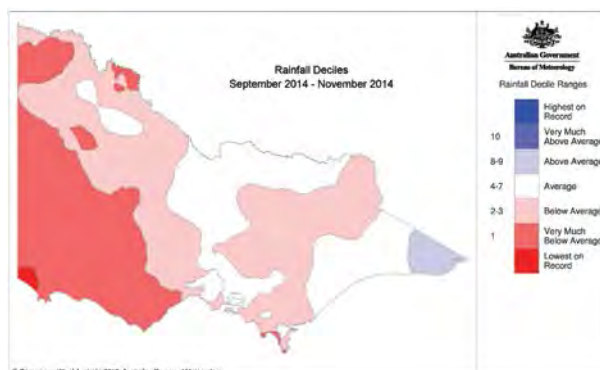 Rainfall Deciles
September 2014 - November 2014
Australian Government
Bureau of Meteorology
Rainfall Decile Ranges
Highest on
Record
10 Very Much
Above Average
8-9 Above Average
4-7 Average
2-3 Below Average
1 Very Much
Below Average
Lowest on
Record